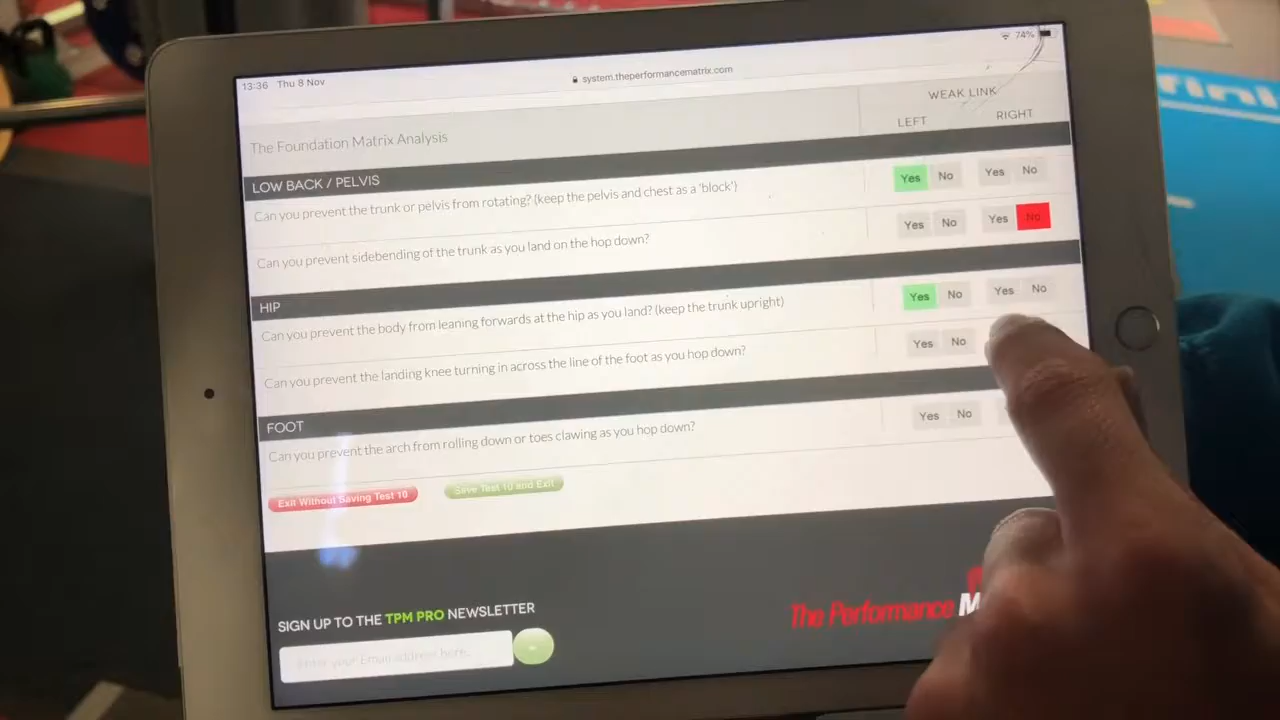 13:36 Thu 8 Nov
system.theperformancematrix.com
74%
WEAK LINK
The Foundation Matrix Analysis
LEFT RIGHT
LOW BACK / PELVIS
Can you prevent the trunk or pelvis from rotating? (keep the pelvis and chest as a 'block') Yes No Yes No
Can you prevent sidebending of the trunk as you land on the hop down? Yes No Yes No
HIP
Can you prevent the body from leaning forwards at the hip as you land? (keep the trunk upright) Yes No Yes No
Can you prevent the landing knee turning in across the line of the foot as you hop down? Yes No
FOOT
Can you prevent the arch from rolling down or toes clawing as you hop down? Yes No
Exit Without Saving Test 10 Save Test 10 and Exit
SIGN UP TO THE TPM PRO NEWSLETTER
The Performance M
Enter your Email address here..